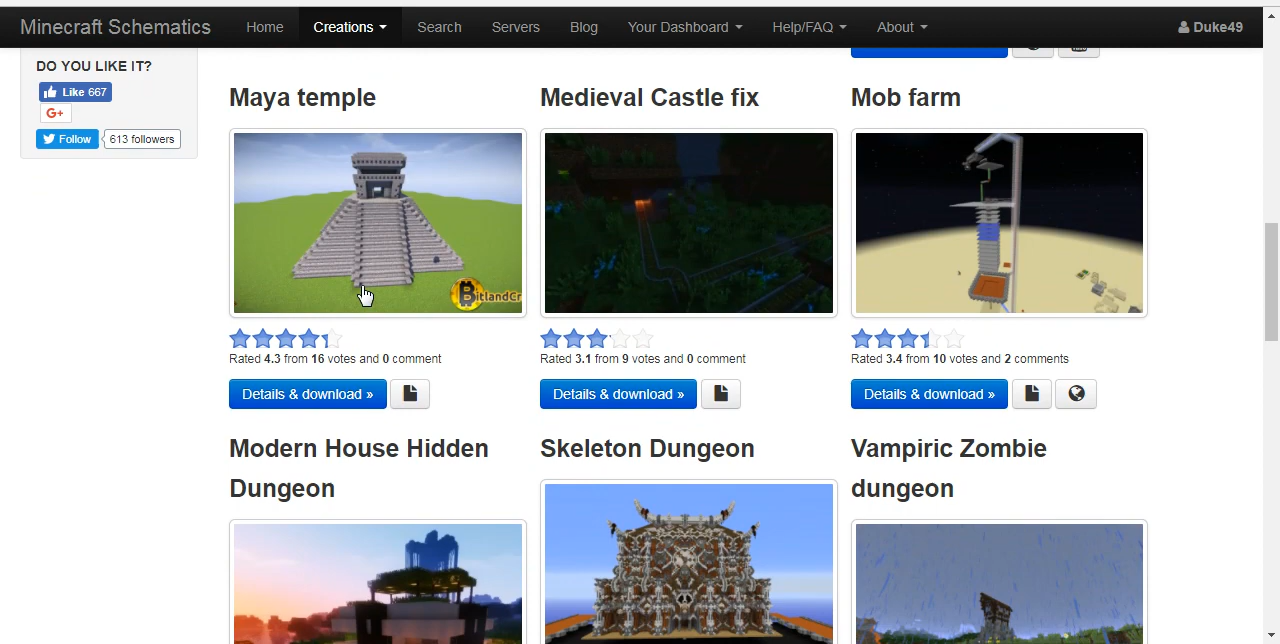 Minecraft Schematics Home Creations Search Servers Blog Your Dashboard Help/FAQ About Duke49
DO YOU LIKE IT?
Like 667
G+
Follow 613 followers
Maya temple Medieval Castle fix Mob farm
BitlandCr
Rated 4.3 from 16 votes and 0 comment Rated 3.1 from 9 votes and 0 comment Rated 3.4 from 10 votes and 2 comments
Details & download » Details & download » Details & download »
Modern House Hidden Dungeon
Skeleton Dungeon
Vampiric Zombie dungeon